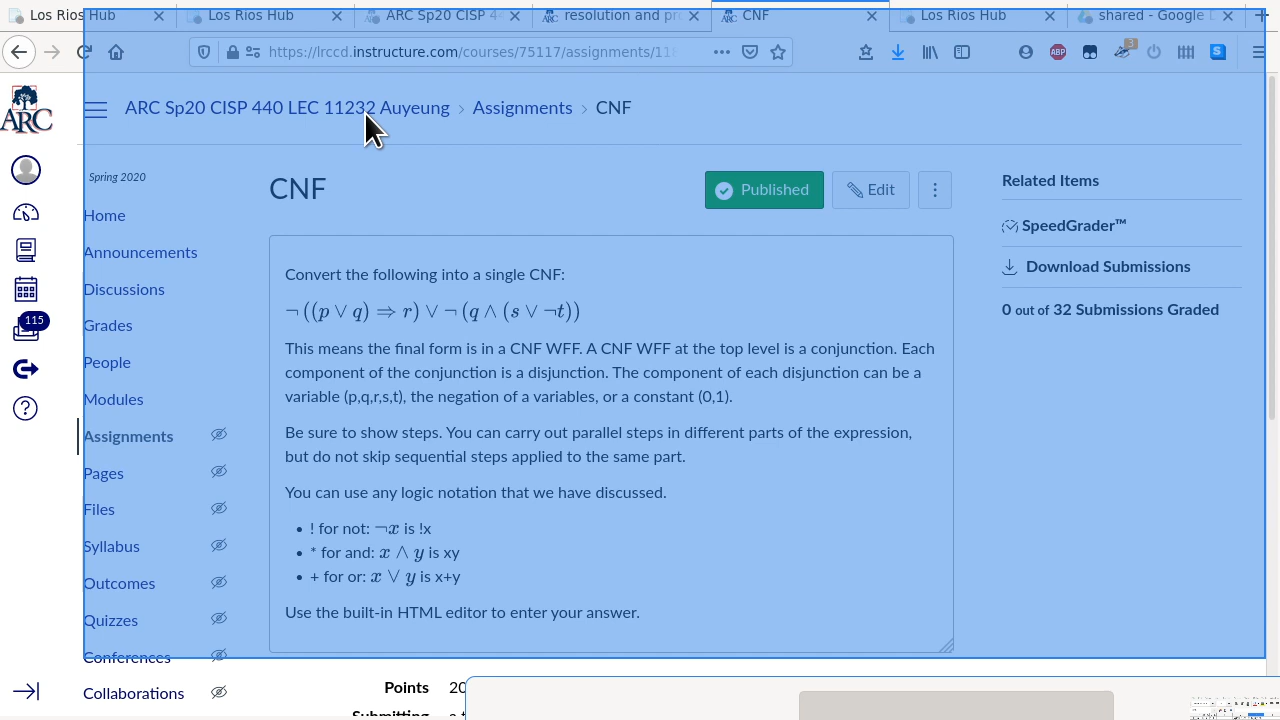 Los Rios Hub
Los Rios Hub
ARC Sp20 CISP 4
resolution and pr
CNF
Los Rios Hub
shared - Google
https://lrccd.instructure.com/courses/75117/assignments/11
ABP
3
S
ARC
ARC Sp20 CISP 440 LEC 11232 Auyeung > Assignments > CNF
Spring 2020
Home
Announcements
Discussions
Grades
115
People
Modules
Assignments
Pages
Files
Syllabus
Outcomes
Quizzes
Conferences
Collaborations
CNF
Published
Edit
Convert the following into a single CNF:
¬((p ∨ q) ⇒ r) ∨ ¬(q ∧ (s ∨ ¬t))
This means the final form is in a CNF WFF. A CNF WFF at the top level is a conjunction. Each
component of the conjunction is a disjunction. The component of each disjunction can be a
variable (p,q,r,s,t), the negation of a variables, or a constant (0,1).
Be sure to show steps. You can carry out parallel steps in different parts of the expression,
but do not skip sequential steps applied to the same part.
You can use any logic notation that we have discussed.
• ! for not: ¬x is !x
• * for and: x ∧ y is xy
• + for or: x ∨ y is x+y
Use the built-in HTML editor to enter your answer.
Points 20
Submitting
Related Items
SpeedGrader™
Download Submissions
0 out of 32 Submissions Graded